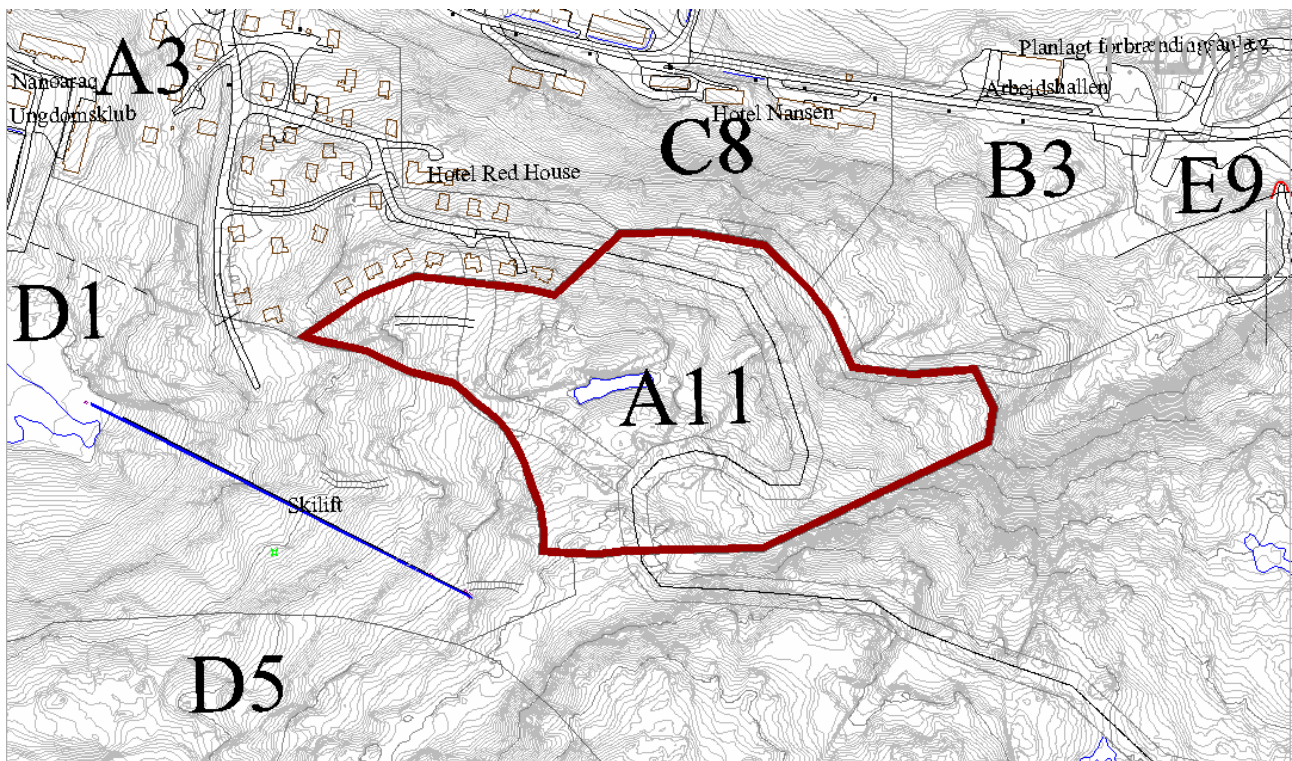 Planlagt forbrændingsanlæg
A3
Nanoaraq
Arbejdshallen
Ungdomsklub
Hotel Nansen
C8
B3
E9
Hotel Red House
D1
A11
Skilift
D5